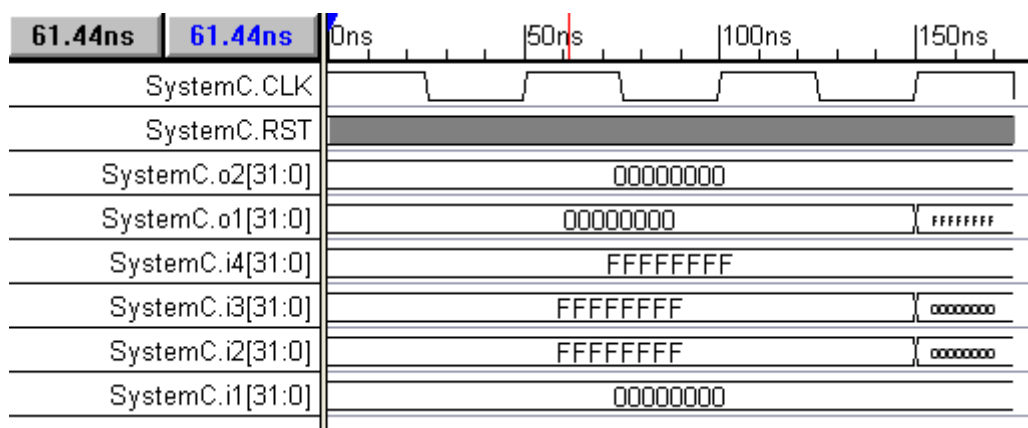 61.44ns 61.44ns 0ns 50ns 100ns 150ns
SystemC.CLK
SystemC.RST
SystemC.o2[31:0] 00000000
SystemC.o1[31:0] 00000000 FFFFFFFF
SystemC.i4[31:0] FFFFFFFF
SystemC.i3[31:0] FFFFFFFF 00000000
SystemC.i2[31:0] FFFFFFFF 00000000
SystemC.i1[31:0] 00000000